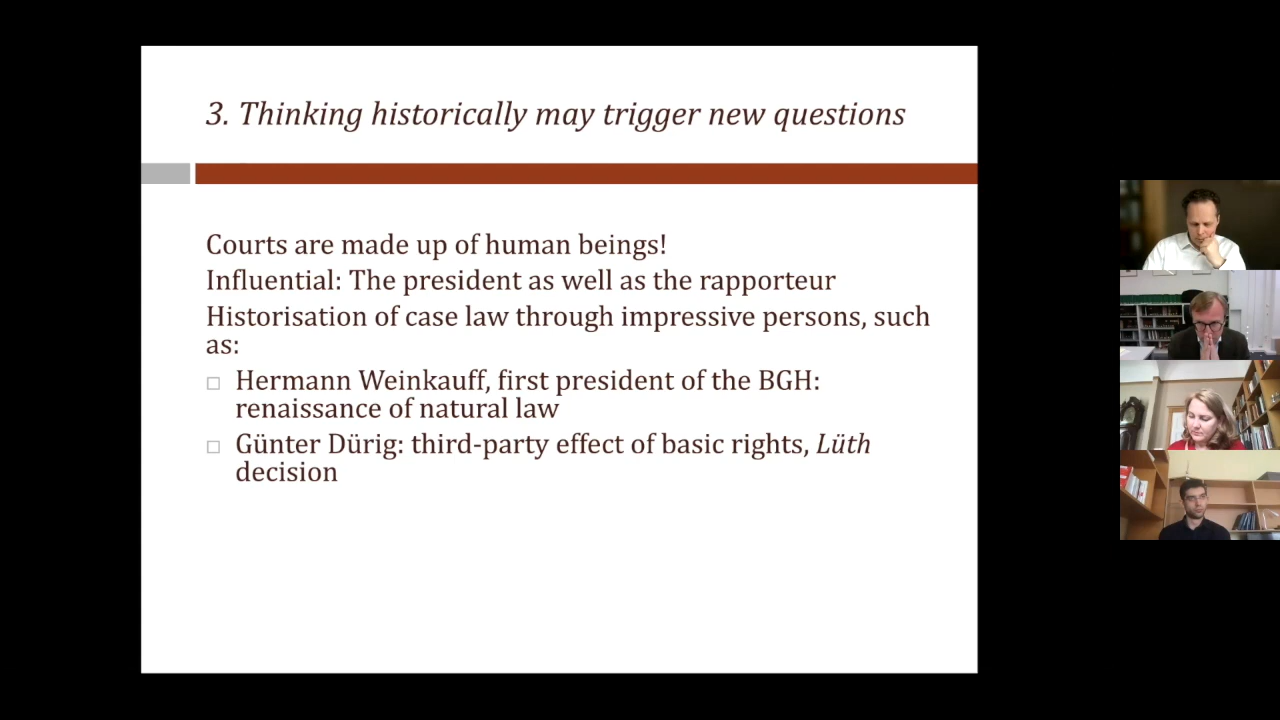 3. Thinking historically may trigger new questions
Courts are made up of human beings!
Influential: The president as well as the rapporteur
Historisation of case law through impressive persons, such
as:
Hermann Weinkauff, first president of the BGH:
renaissance of natural law
Günter Dürig: third-party effect of basic rights, Lüth
decision